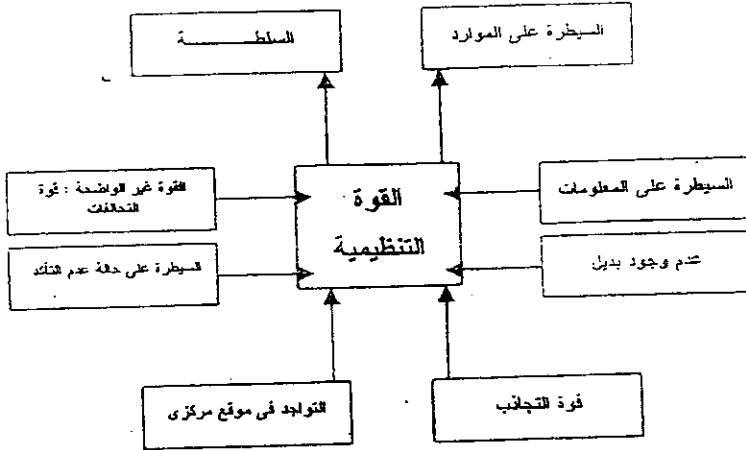 السلطـــــــــــة
السيطرة على الموارد
القوة
التنظيمية
القوة غير الواضحة : قوة
التحالفات
السيطرة على المعلومات
السيطرة على حالة عدم التأكد
عدم وجود بديل
التواجد فى موقع مركزى
قوة التجاذب